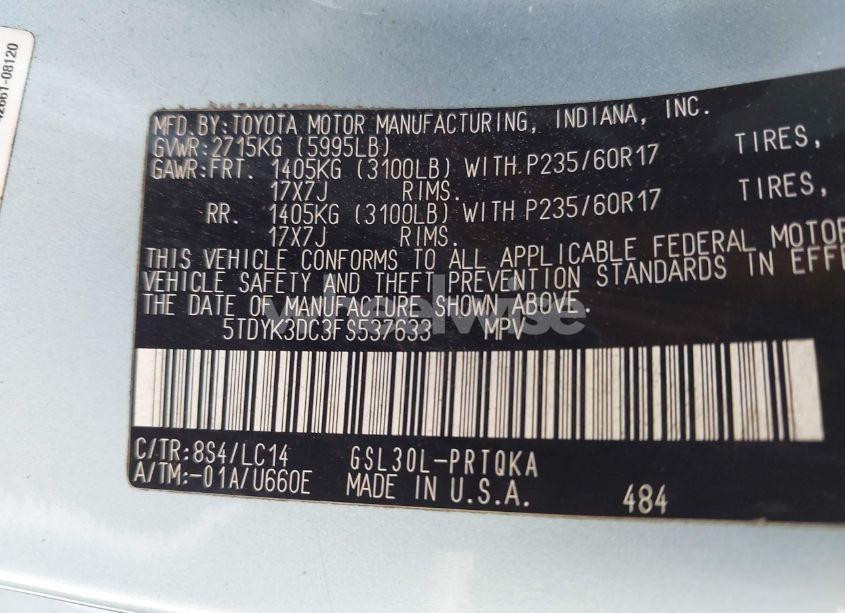 42661-08120
MFD.BY:TOYOTA MOTOR MANUFACTURING, INDIANA, INC.
GVWR:2715KG (5995LB)
GAWR:FRT. 1405KG (3100LB) WITH P235/60R17 TIRES,
17X7J RIMS.
RR. 1405KG (3100LB) WITH P235/60R17 TIRES,
17X7J RIMS.
THIS VEHICLE CONFORMS TO ALL APPLICABLE FEDERAL MOTOR
VEHICLE SAFETY AND THEFT PREVENTION STANDARDS IN EFFE
THE DATE OF MANUFACTURE SHOWN ABOVE.
5TDYK3DC3FS537633 MPV
C/TR:8S4/LC14 GSL30L-PRTQKA
A/TM:-01A/U660E MADE IN U.S.A. 484